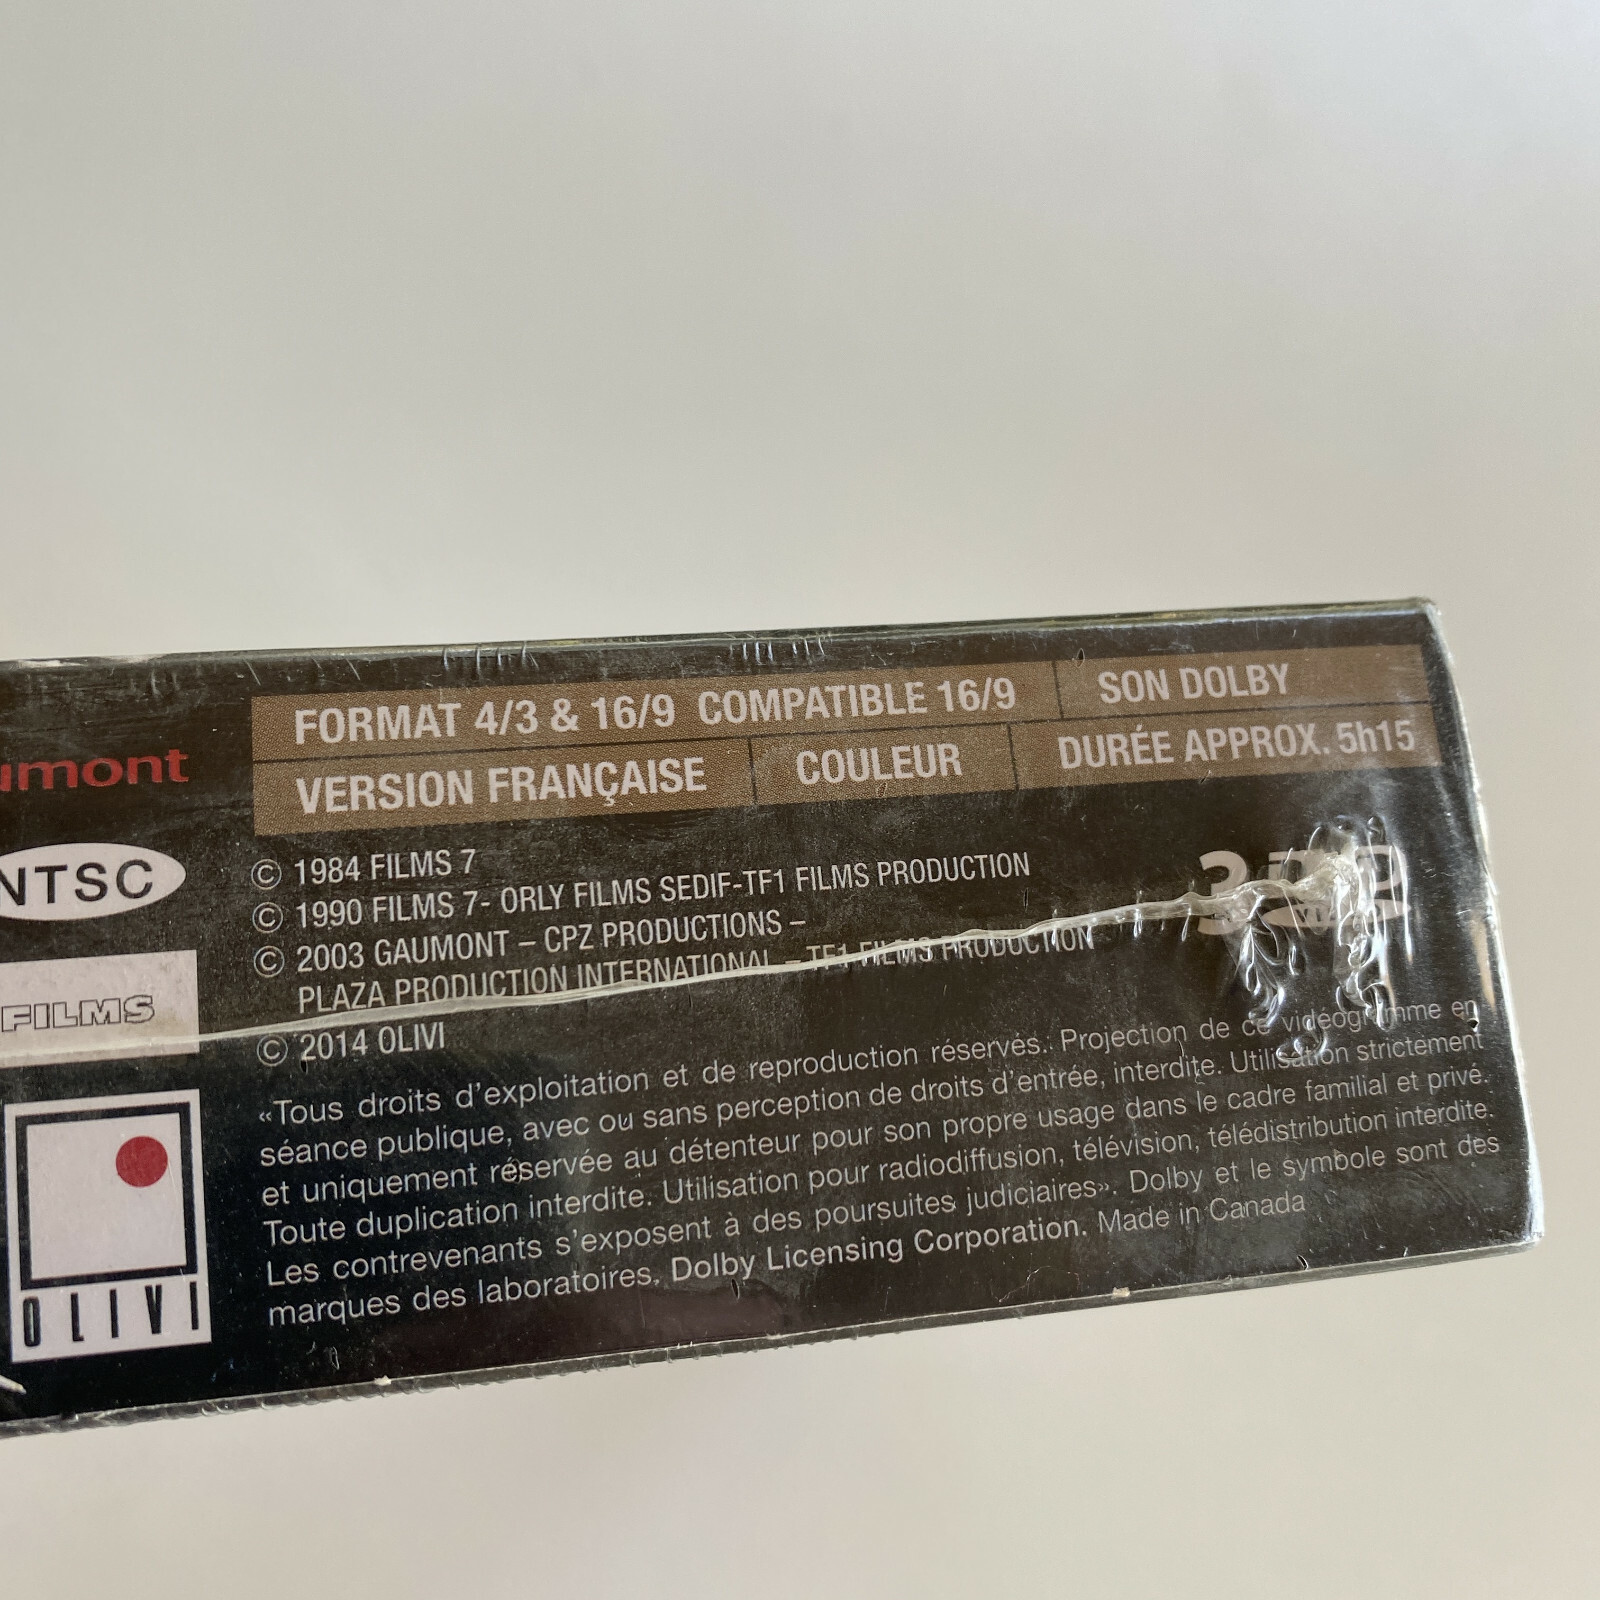 FORMAT 4/3 & 16/9 COMPATIBLE 16/9 SON DOLBY
VERSION FRANÇAISE COULEUR DURÉE APPROX. 5h15
umont
NTSC
FILMS
OLIVI
© 1984 FILMS 7
© 1990 FILMS 7- ORLY FILMS SEDIF-TF1 FILMS PRODUCTION
© 2003 GAUMONT – CPZ PRODUCTIONS –
PLAZA PRODUCTION INTERNATIONAL – TF1 FILMS PRODUCTION
© 2014 OLIVI
3 DVD
«Tous droits d'exploitation et de reproduction réservés. Projection de ce vidéogramme en
séance publique, avec ou sans perception de droits d'entrée, interdite. Utilisation strictement
et uniquement réservée au détenteur pour son propre usage dans le cadre familial et privé.
Toute duplication interdite. Utilisation pour radiodiffusion, télévision, télédistribution interdite.
Les contrevenants s'exposent à des poursuites judiciaires». Dolby et le symbole sont des
marques des laboratoires, Dolby Licensing Corporation. Made in Canada